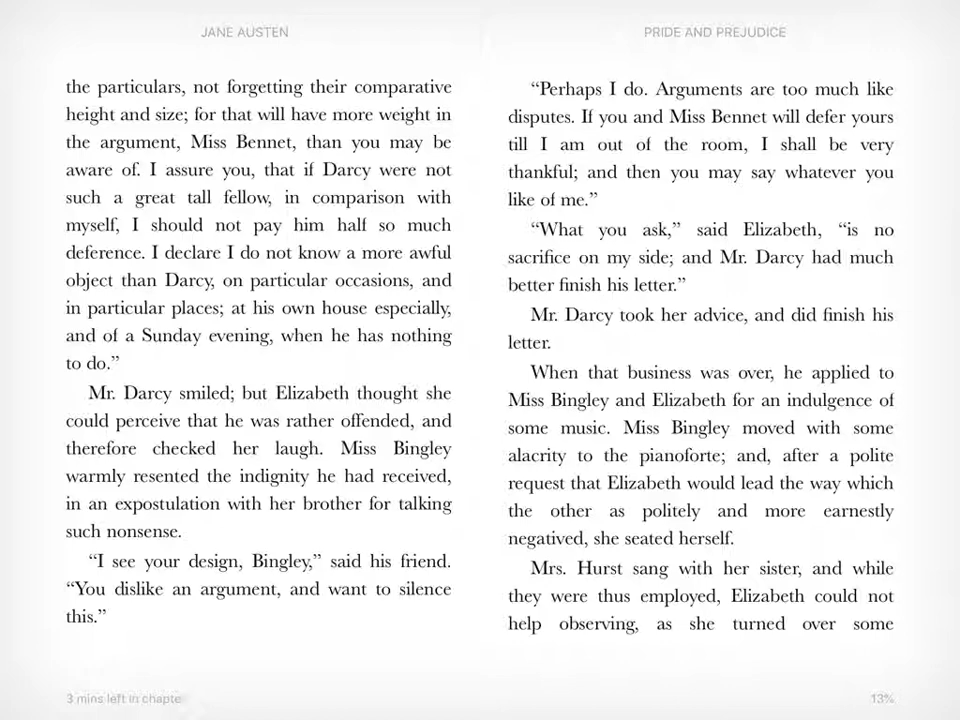 JANE AUSTEN
the particulars, not forgetting their comparative
height and size; for that will have more weight in
the argument, Miss Bennet, than you may be
aware of. I assure you, that if Darcy were not
such a great tall fellow, in comparison with
myself, I should not pay him half so much
deference. I declare I do not know a more awful
object than Darcy, on particular occasions, and
in particular places; at his own house especially,
and of a Sunday evening, when he has nothing
to do.”
Mr. Darcy smiled; but Elizabeth thought she
could perceive that he was rather offended, and
therefore checked her laugh. Miss Bingley
warmly resented the indignity he had received,
in an expostulation with her brother for talking
such nonsense.
“I see your design, Bingley,” said his friend.
“You dislike an argument, and want to silence
this.”
3 mins left in chapte
PRIDE AND PREJUDICE
“Perhaps I do. Arguments are too much like
disputes. If you and Miss Bennet will defer yours
till I am out of the room, I shall be very
thankful; and then you may say whatever you
like of me.”
“What you ask,” said Elizabeth, “is no
sacrifice on my side; and Mr. Darcy had much
better finish his letter.”
Mr. Darcy took her advice, and did finish his
letter.
When that business was over, he applied to
Miss Bingley and Elizabeth for an indulgence of
some music. Miss Bingley moved with some
alacrity to the pianoforte; and, after a polite
request that Elizabeth would lead the way which
the other as politely and more earnestly
negatived, she seated herself.
Mrs. Hurst sang with her sister, and while
they were thus employed, Elizabeth could not
help observing, as she turned over some
13%